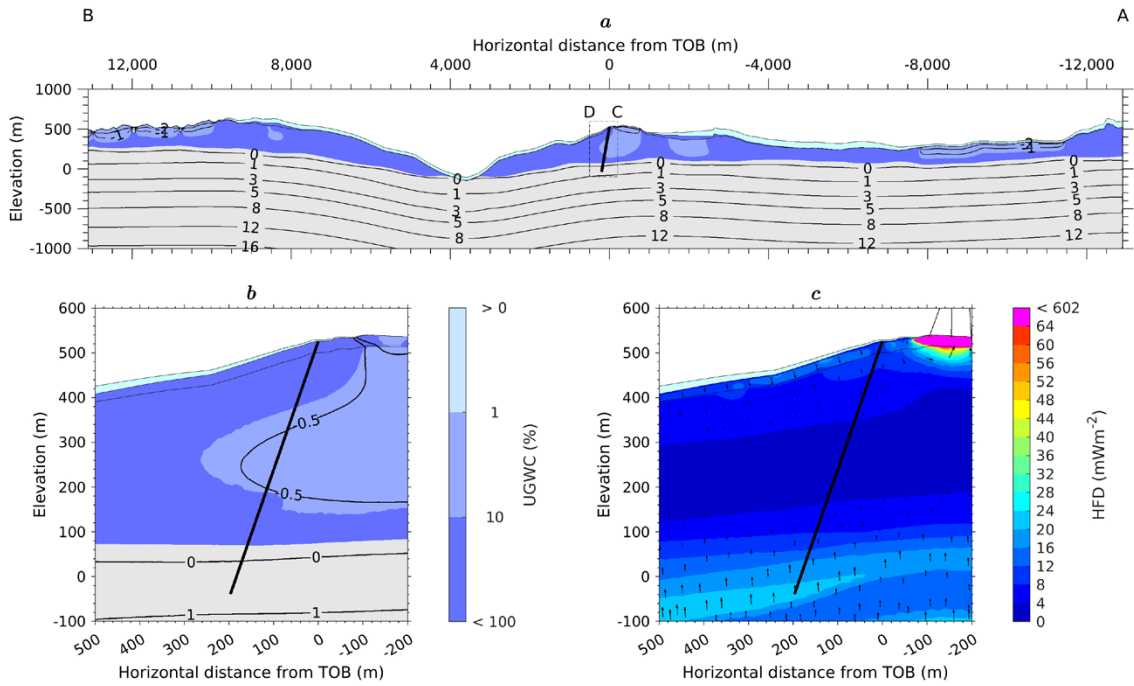 B a A
Horizontal distance from TOB (m)
12,000 8,000 4,000 0 -4,000 -8,000 -12,000
Elevation (m)
1000
500
0
-500
-1000
D C
-1 -2 -2
0 0 0 0 0
1 1 1 1 1
3 3 3 3 3
5 5 5 5 5
8 8 8 8 8
12 12 12 12
16
b
Elevation (m)
600
500
400
300
200
100
0
-100
-0.5
-0.5
0 0
1 1
500 400 300 200 100 0 -100 -200
Horizontal distance from TOB (m)
> 0
1
10
< 100
UGWC (%)
c
Elevation (m)
600
500
400
300
200
100
0
-100
500 400 300 200 100 0 -100 -200
Horizontal distance from TOB (m)
< 602
64
60
56
52
48
44
40
36
32
28
24
20
16
12
8
4
0
HFD (mWm-2)